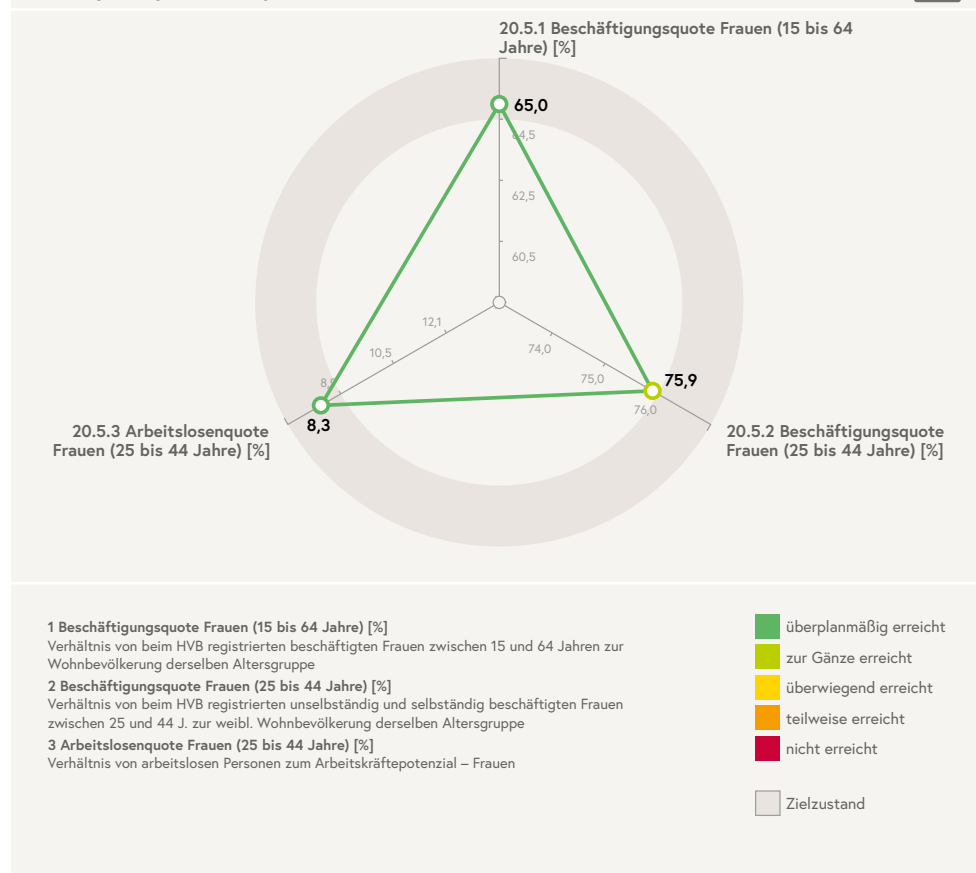 20.5.1 Beschäftigungsquote Frauen (15 bis 64
Jahre) [%]
65,0
64,5
62,5
60,5
12,1
10,5
8,9
8,3
74,0
75,0
76,0
75,9
20.5.3 Arbeitslosenquote
Frauen (25 bis 44 Jahre) [%]
20.5.2 Beschäftigungsquote
Frauen (25 bis 44 Jahre) [%]
1 Beschäftigungsquote Frauen (15 bis 64 Jahre) [%]
Verhältnis von beim HVB registrierten beschäftigten Frauen zwischen 15 und 64 Jahren zur
Wohnbevölkerung derselben Altersgruppe
2 Beschäftigungsquote Frauen (25 bis 44 Jahre) [%]
Verhältnis von beim HVB registrierten unselbständig und selbständig beschäftigten Frauen
zwischen 25 und 44 J. zur weibl. Wohnbevölkerung derselben Altersgruppe
3 Arbeitslosenquote Frauen (25 bis 44 Jahre) [%]
Verhältnis von arbeitslosen Personen zum Arbeitskräftepotenzial – Frauen
überplanmäßig erreicht
zur Gänze erreicht
überwiegend erreicht
teilweise erreicht
nicht erreicht
Zielzustand